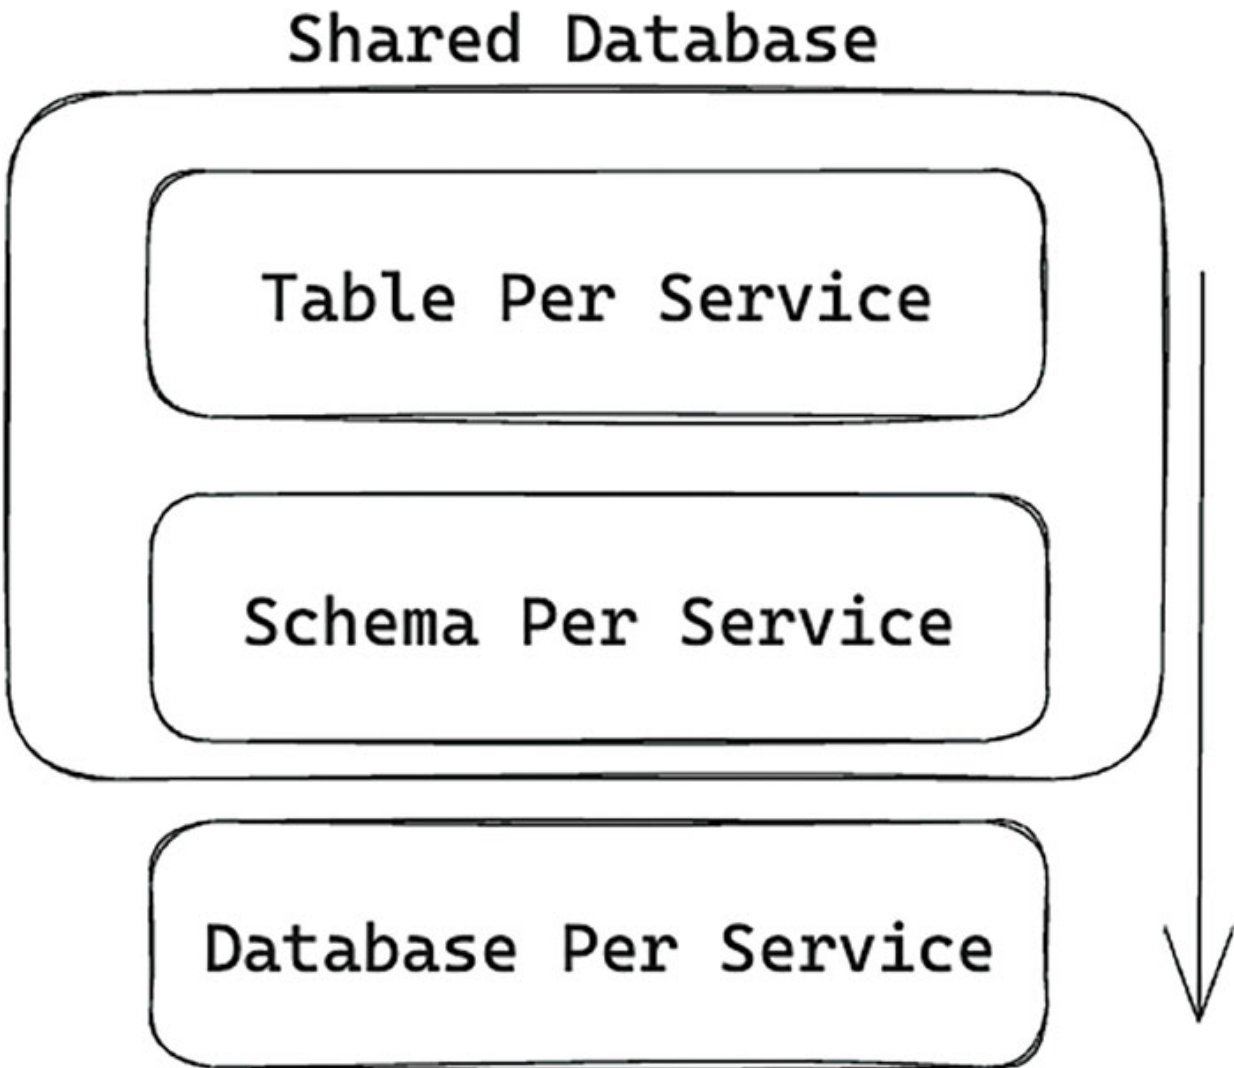 Shared Database
Table Per Service
Schema Per Service
Database Per Service